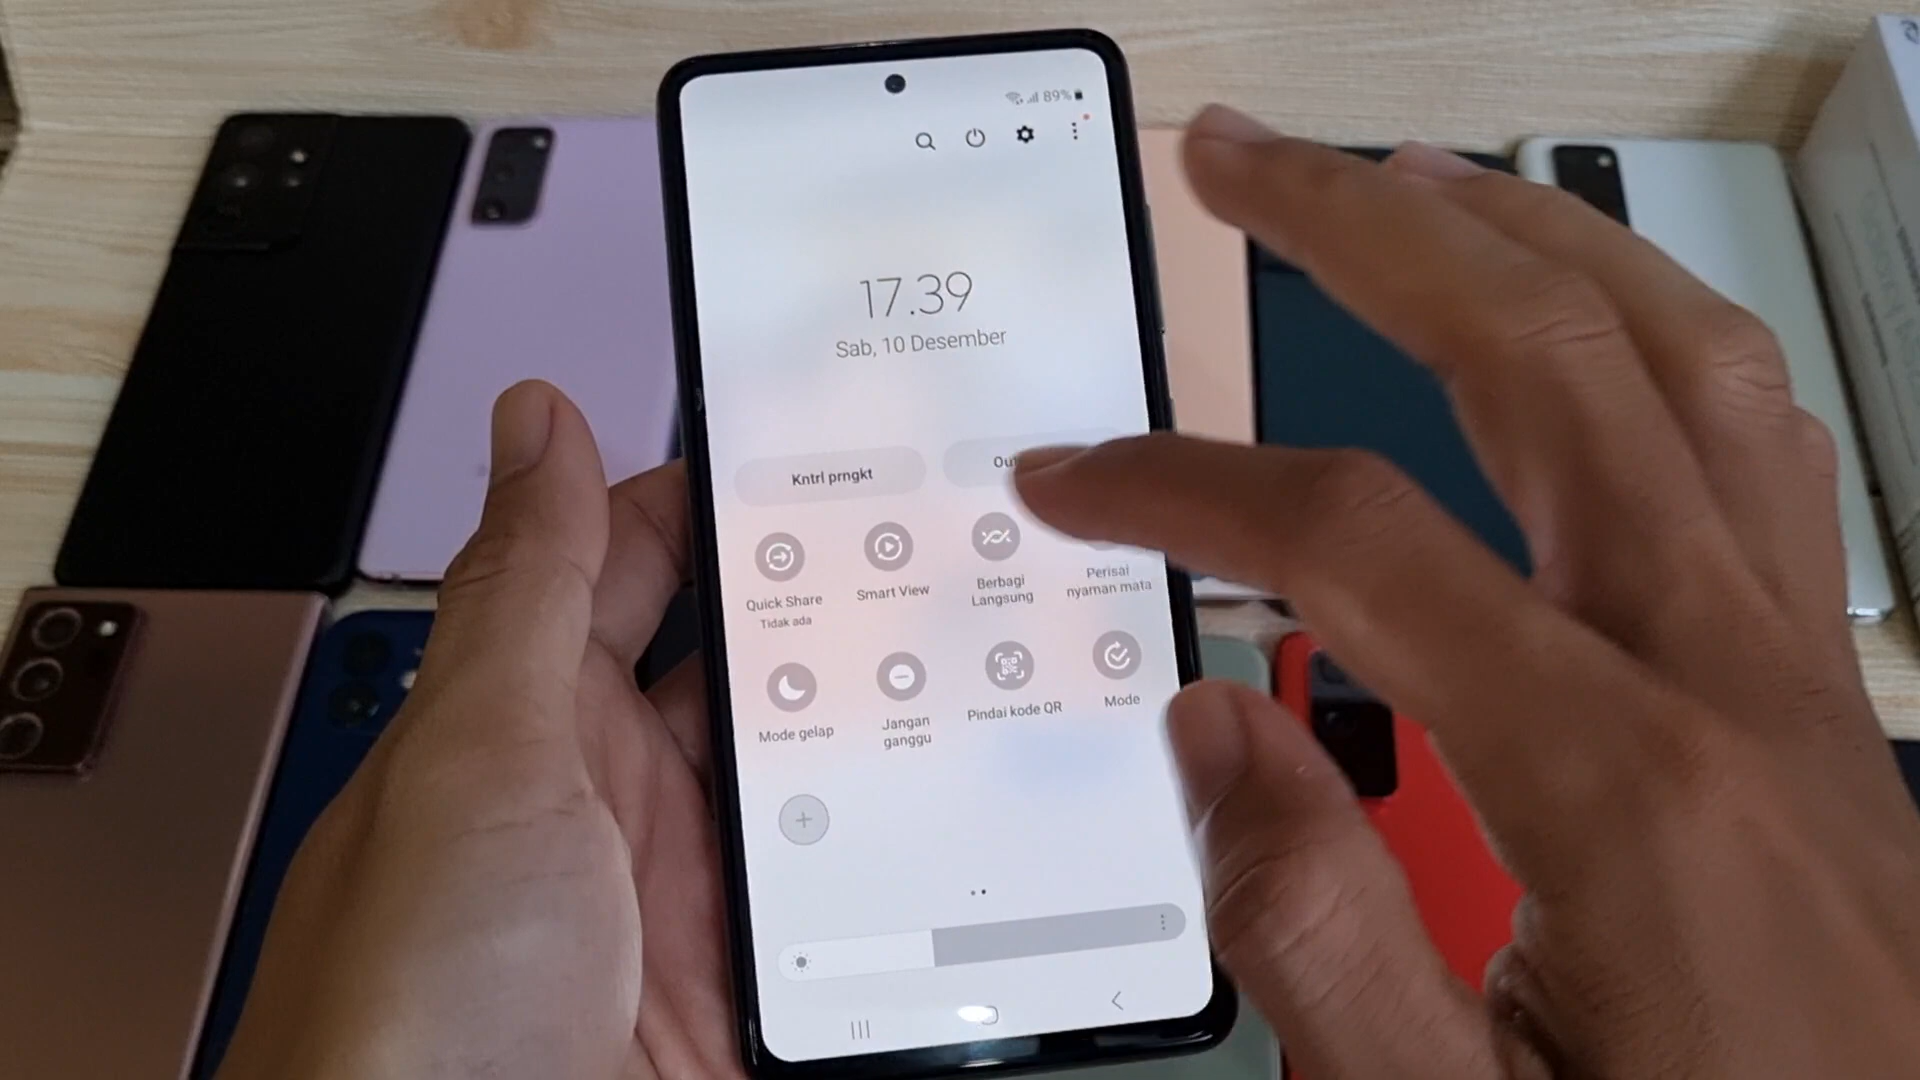 89%
17.39
Sab, 10 Desember
Kntrl prngkt
Quick Share
Tidak ada
Smart View
Berbagi
Langsung
Perisai
nyaman mata
Mode gelap
Jangan
ganggu
Pindai kode QR
Mode